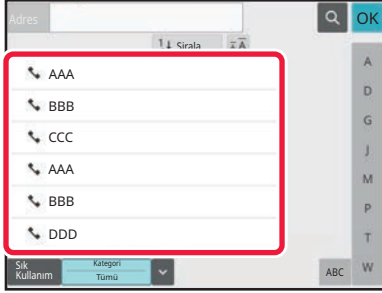 Adres
OK
Sırala
AAA
BBB
CCC
AAA
BBB
DDD
A
D
G
J
M
P
T
W
Sık Kullanım
Kategori
Tümü
ABC